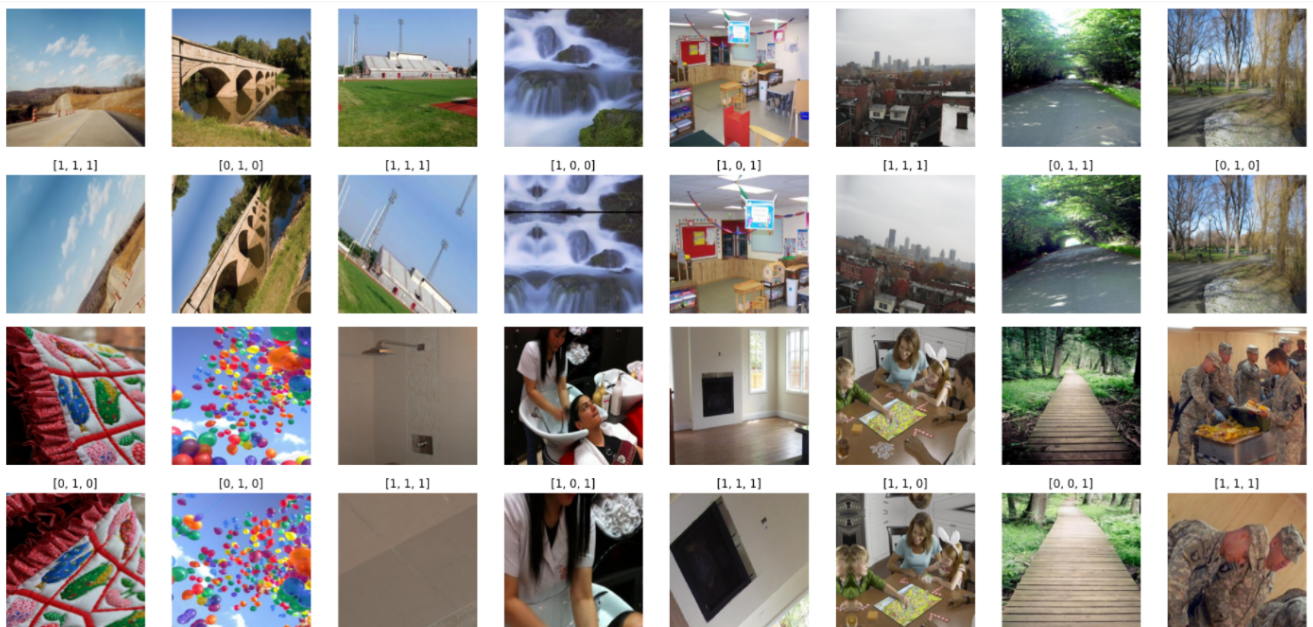 [1, 1, 1] [0, 1, 0] [1, 1, 1] [1, 0, 0] [1, 0, 1] [1, 1, 1] [0, 1, 1] [0, 1, 0]
[0, 1, 0] [0, 1, 0] [1, 1, 1] [1, 0, 1] [1, 1, 1] [1, 1, 0] [0, 0, 1] [1, 1, 1]